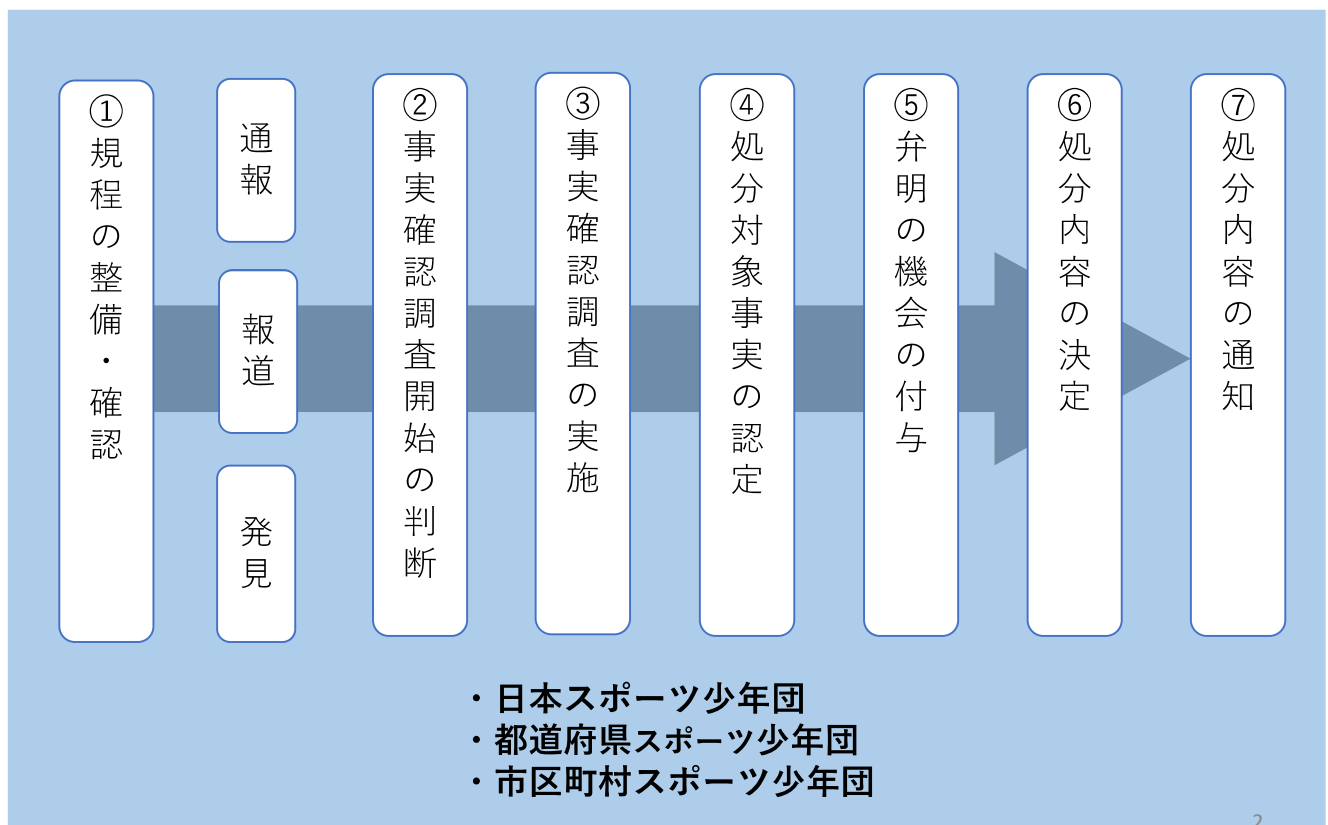 ①規程の整備・確認
通報
報道
発見
②事実確認調査開始の判断
③事実確認調査の実施
④処分対象事実の認定
⑤弁明の機会の付与
⑥処分内容の決定
⑦処分内容の通知
・日本スポーツ少年団
・都道府県スポーツ少年団
・市区町村スポーツ少年団
2